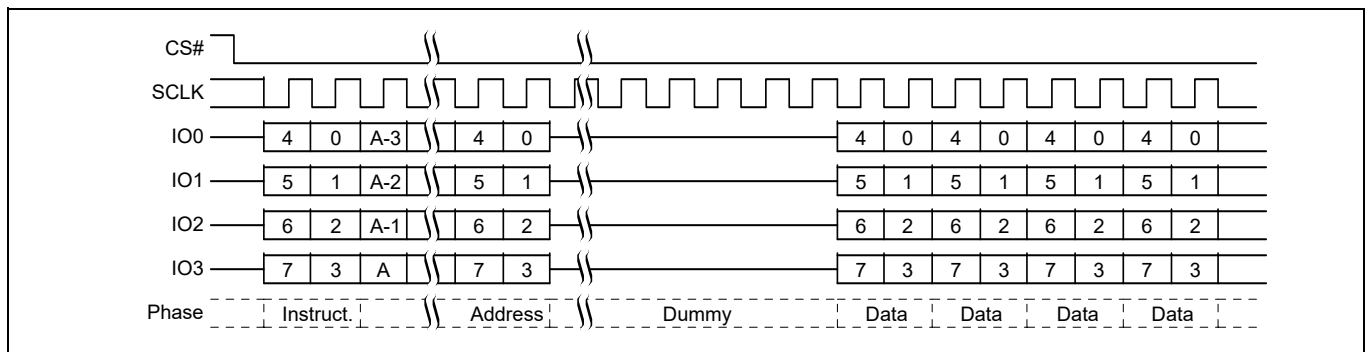 CS#
SCLK
IO0 4 0 A-3 4 0 4 0 4 0 4 0 4 0
IO1 5 1 A-2 5 1 5 1 5 1 5 1 5 1
IO2 6 2 A-1 6 2 6 2 6 2 6 2 6 2
IO3 7 3 A 7 3 7 3 7 3 7 3 7 3
Phase Instruct. Address Dummy Data Data Data Data